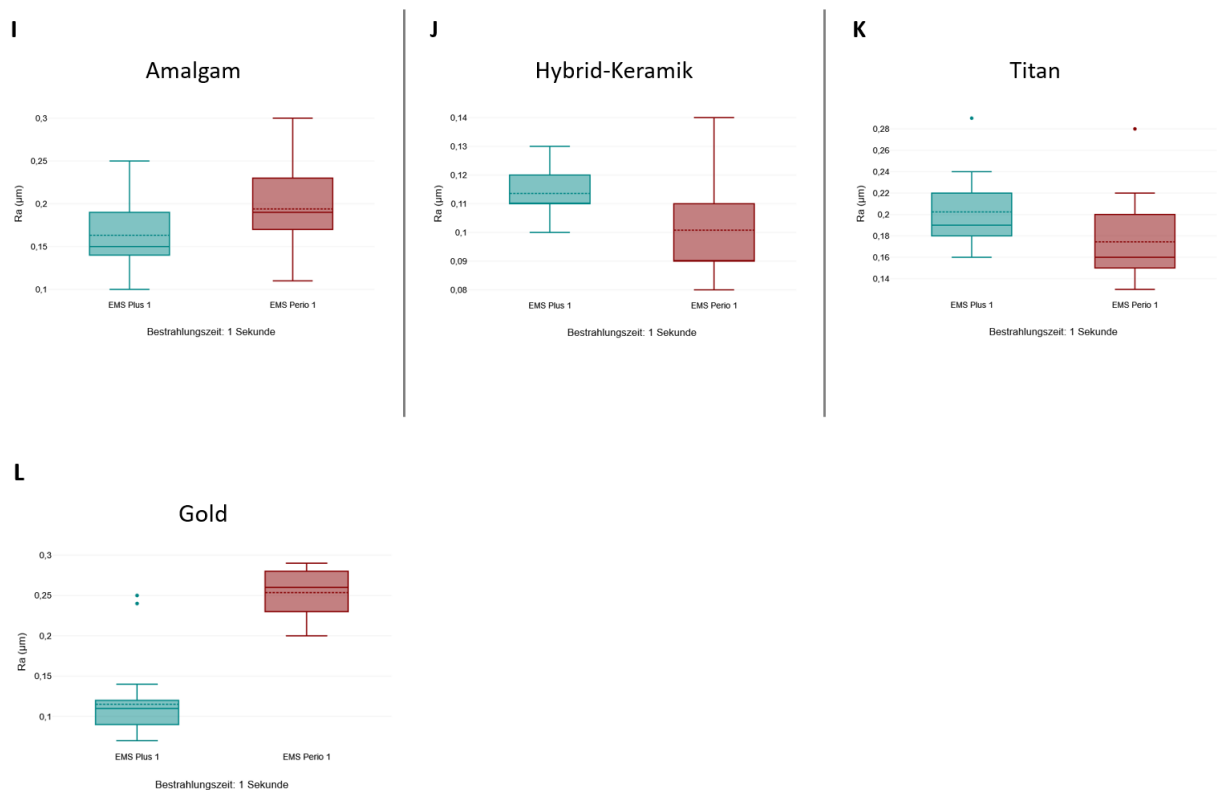 I
Amalgam
0,3
0,25
0,2
0,15
0,1
Ra (µm)
EMS Plus 1 EMS Perio 1
Bestrahlungszeit: 1 Sekunde
J
Hybrid-Keramik
0,14
0,13
0,12
0,11
0,1
0,09
0,08
Ra (µm)
EMS Plus 1 EMS Perio 1
Bestrahlungszeit: 1 Sekunde
K
Titan
0,28
0,26
0,24
0,22
0,2
0,18
0,16
0,14
Ra (µm)
EMS Plus 1 EMS Perio 1
Bestrahlungszeit: 1 Sekunde
L
Gold
0,3
0,25
0,2
0,15
0,1
Ra (µm)
EMS Plus 1 EMS Perio 1
Bestrahlungszeit: 1 Sekunde